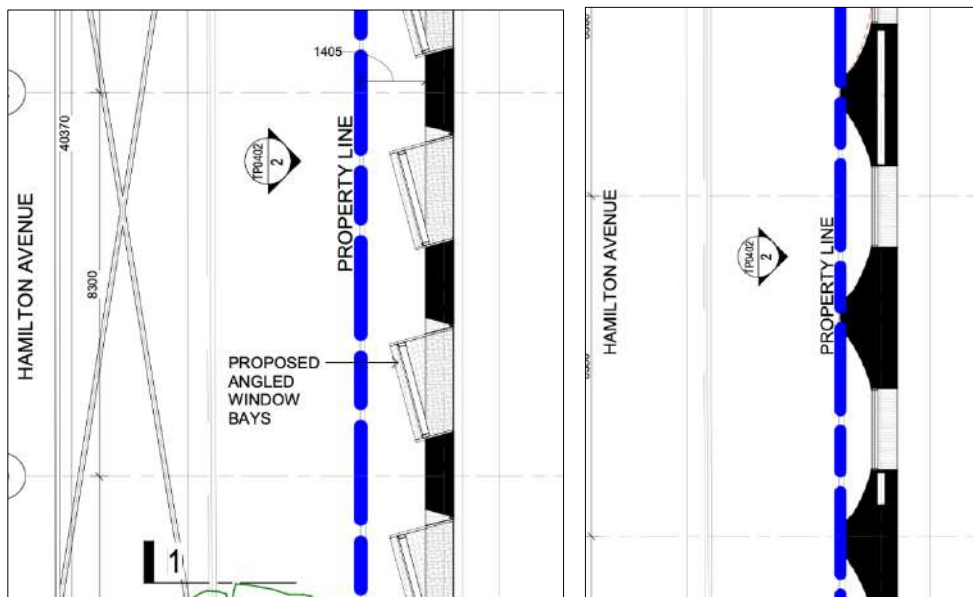 1405
40370
TP0402
2
PROPERTY LINE
HAMILTON AVENUE
8300
PROPOSED
ANGLED
WINDOW
BAYS
1
HAMILTON AVENUE
TP0402
2
PROPERTY LINE